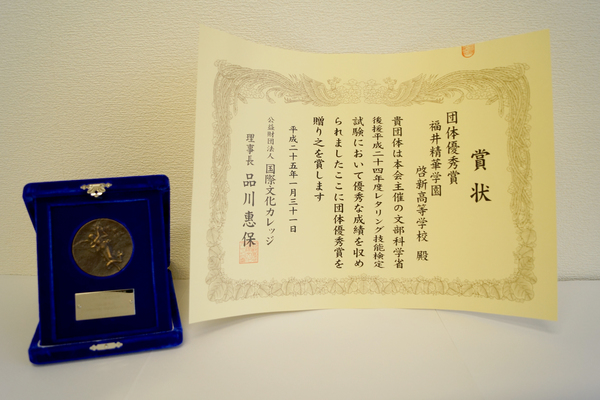 賞状
団体優秀賞
福井精華学園
啓新高等学校 殿
貴団体は本会主催の文部科学省
後援平成二十四年度レタリング技能検定
試験において優秀な成績を収め
られましたここに団体優秀賞を
贈り之を賞します
平成二十五年一月三十一日
公益財団法人 国際文化カレッジ
理事長 品川惠保